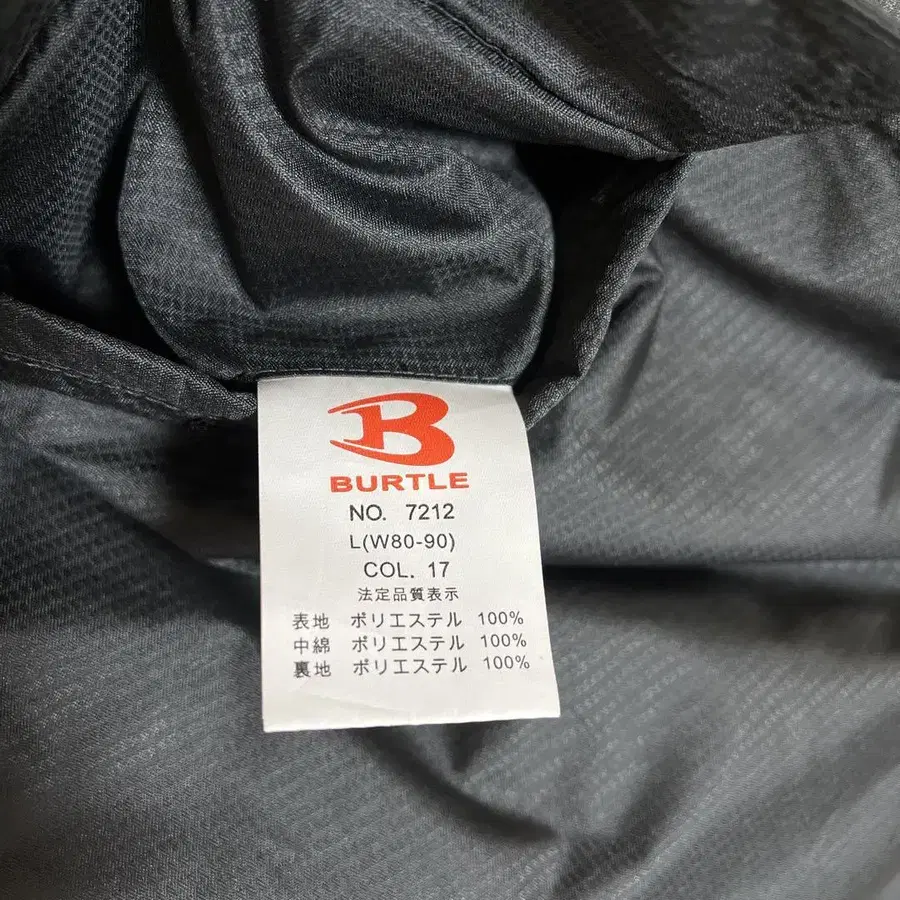 B
BURTLE
NO. 7212
L(W80-90)
COL. 17
法定品質表示
表地 ポリエステル 100%
中綿 ポリエステル 100%
裏地 ポリエステル 100%